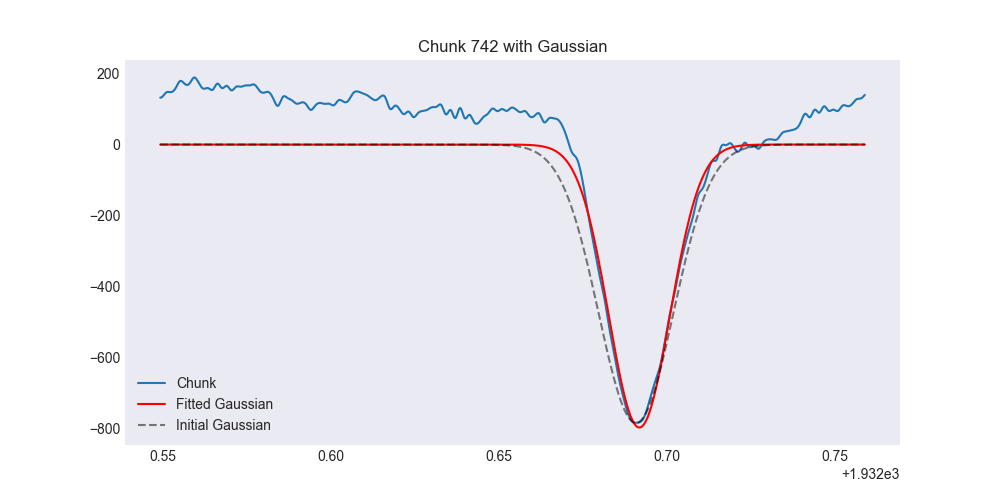 Chunk 742 with Gaussian
200
0
−200
−400
−600
−800
Chunk
Fitted Gaussian
Initial Gaussian
0.55 0.60 0.65 0.70 0.75
+1.932e3